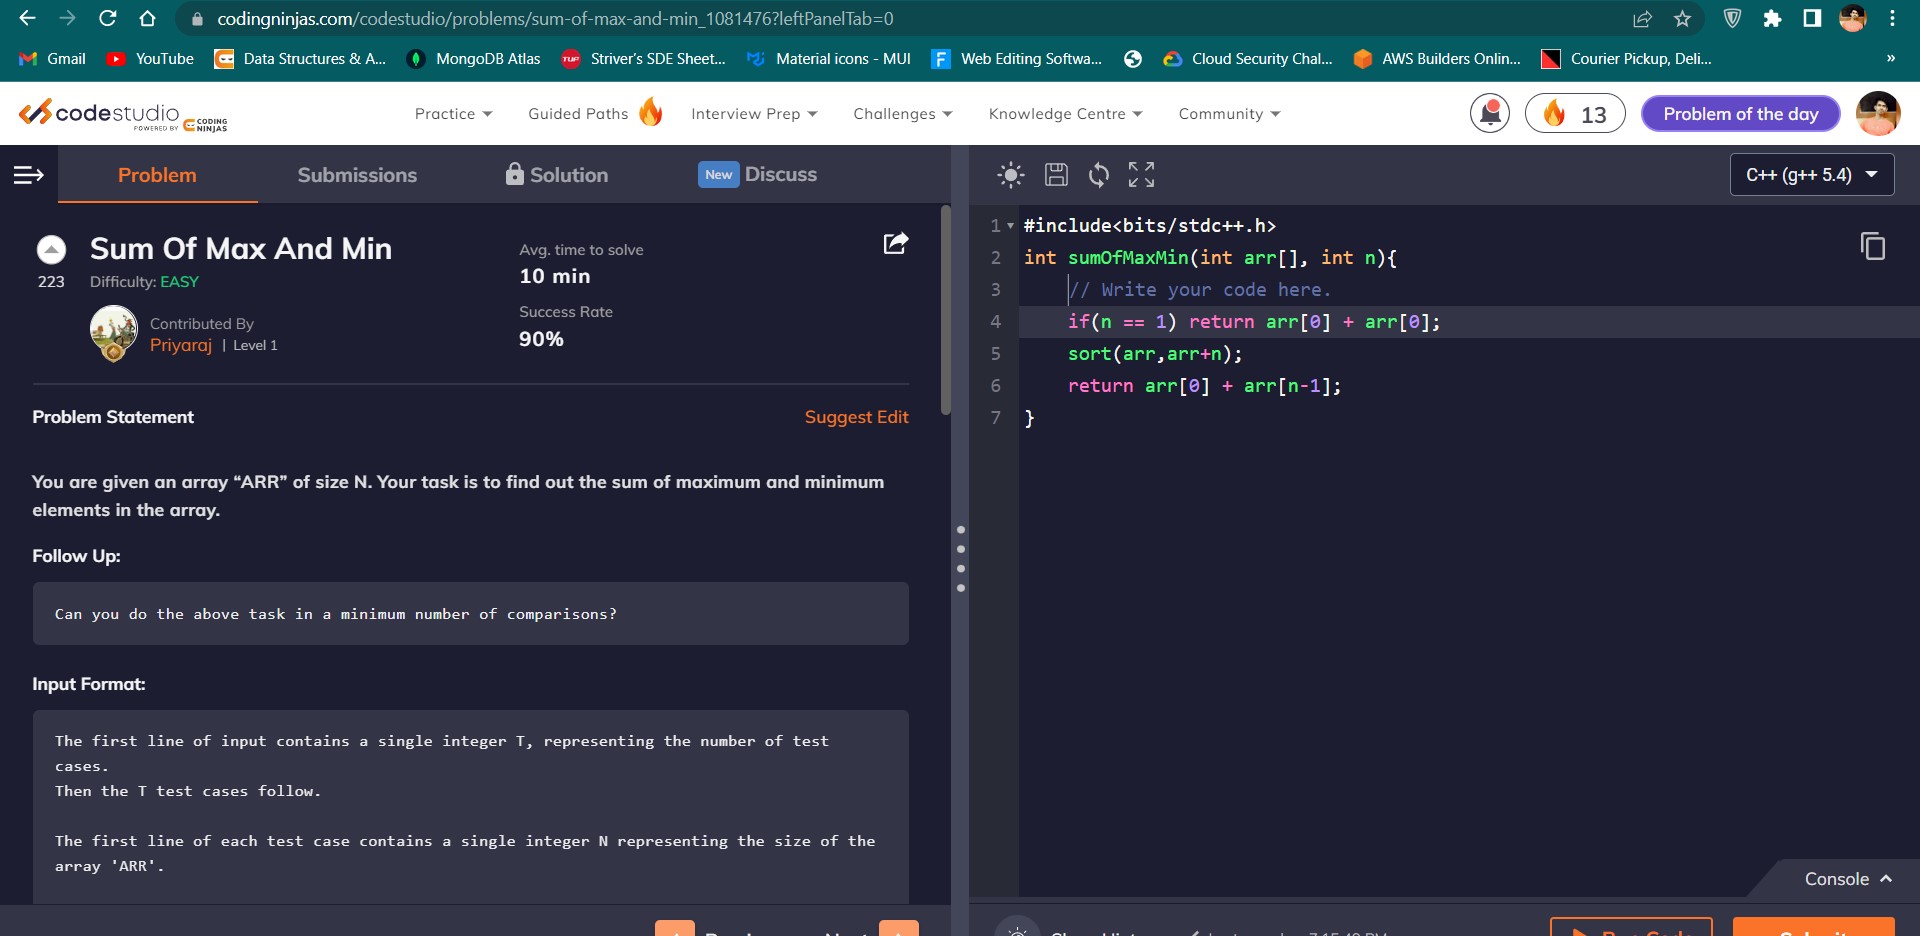 codingninjas.com/codestudio/problems/sum-of-max-and-min_1081476?leftPanelTab=0
Gmail YouTube Data Structures & A... MongoDB Atlas Striver's SDE Sheet... Material icons - MUI Web Editing Softwa... Cloud Security Chal... AWS Builders Onlin... Courier Pickup, Deli... »
codestudio POWERED BY CODING NINJAS Practice Guided Paths Interview Prep Challenges Knowledge Centre Community 13 Problem of the day
Problem Submissions Solution New Discuss
Sum Of Max And Min
223
Difficulty: EASY
Contributed By
Priyaraj | Level 1
Avg. time to solve
10 min
Success Rate
90%
Problem Statement Suggest Edit
You are given an array “ARR” of size N. Your task is to find out the sum of maximum and minimum
elements in the array.
Follow Up:
Can you do the above task in a minimum number of comparisons?
Input Format:
The first line of input contains a single integer T, representing the number of test
cases.
Then the T test cases follow.
The first line of each test case contains a single integer N representing the size of the
array 'ARR'.
C++ (g++ 5.4)
1 #include<bits/stdc++.h>
2 int sumOfMaxMin(int arr[], int n){
3 // Write your code here.
4 if(n == 1) return arr[0] + arr[0];
5 sort(arr,arr+n);
6 return arr[0] + arr[n-1];
7 }
Console